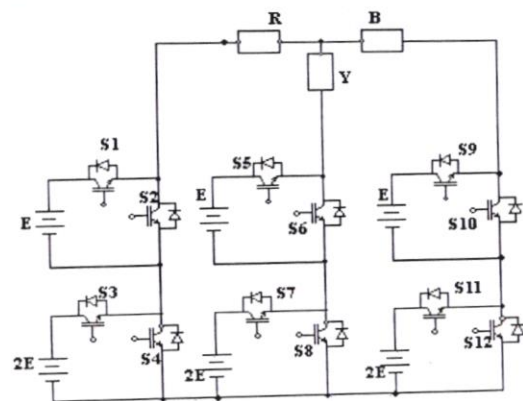 R B
Y
S1 S5 S9
S2
E E S6 E S10
S3 S7 S11
S4 S8 S12
2E 2E 2E